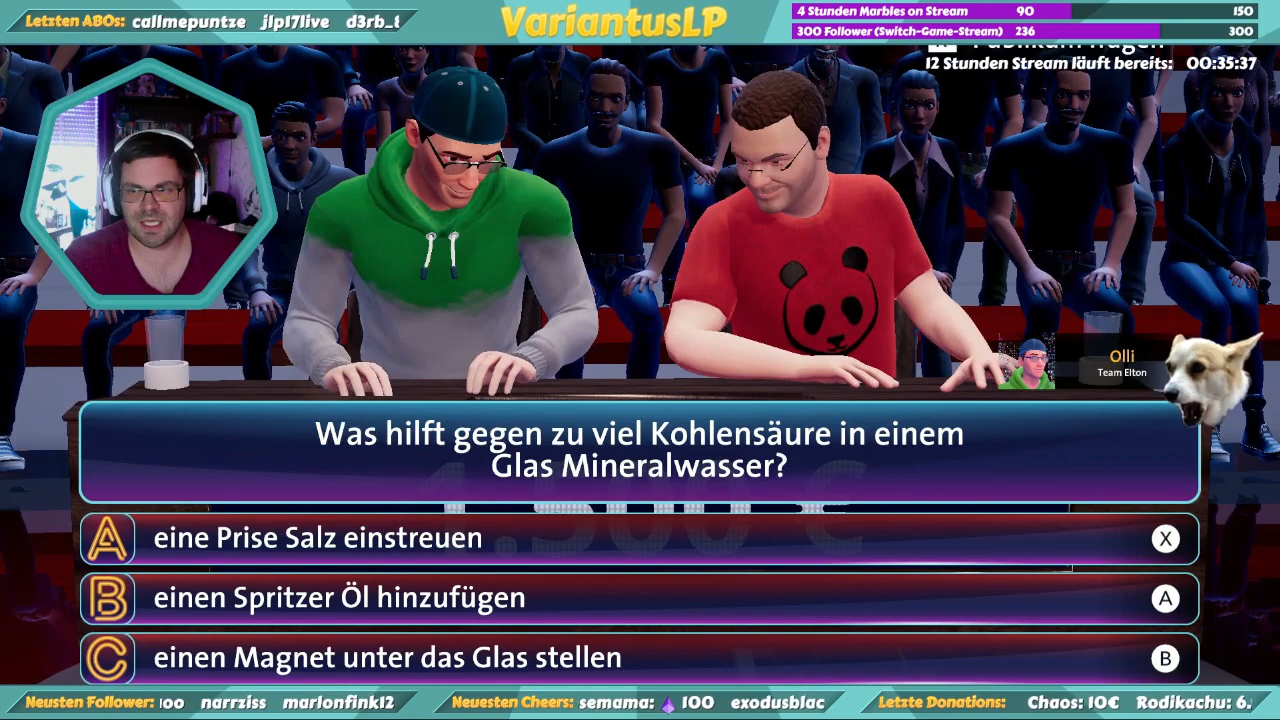 Letzten ABOs: callmepuntze jlp17live d3rb_
VariantusLP
4 Stunden Marbles on Stream 90 150
300 Follower (Switch-Game-Stream) 236 300
12 Stunden Stream läuft bereits: 00:35:37
Olli
Team Elton
Was hilft gegen zu viel Kohlensäure in einem
Glas Mineralwasser?
A eine Prise Salz einstreuen X
B einen Spritzer Öl hinzufügen A
C einen Magnet unter das Glas stellen B
Neusten Follower: narrziss marlonfink12
Neuesten Cheers: semama: 100 exodusblac
Letzte Donations: Chaos: 10€ Rodikachu: 6.